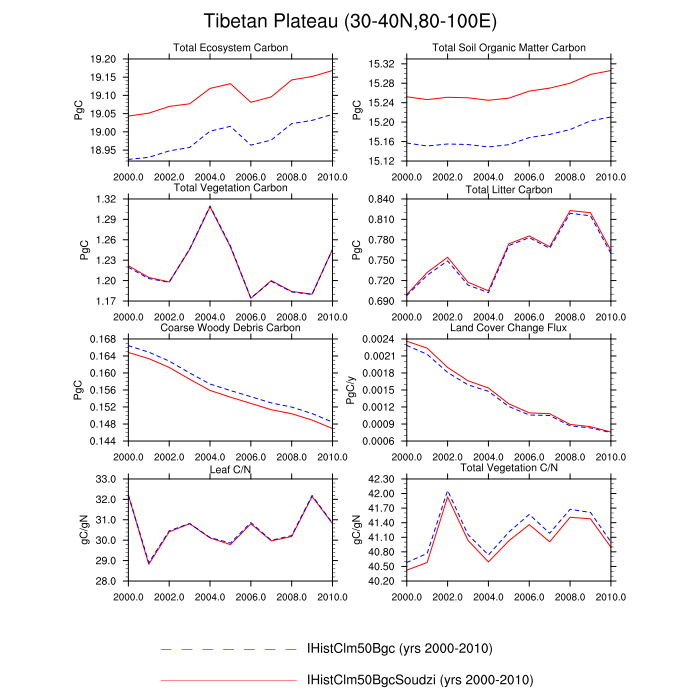 Tibetan Plateau (30-40N,80-100E)
Total Ecosystem Carbon
Total Soil Organic Matter Carbon
19.20
19.15
19.10
19.05
19.00
18.95
PgC
2000.0 2002.0 2004.0 2006.0 2008.0 2010.0
15.32
15.28
15.24
15.20
15.16
15.12
PgC
2000.0 2002.0 2004.0 2006.0 2008.0 2010.0
Total Vegetation Carbon
Total Litter Carbon
1.32
1.29
1.26
1.23
1.20
1.17
PgC
2000.0 2002.0 2004.0 2006.0 2008.0 2010.0
0.840
0.810
0.780
0.750
0.720
0.690
PgC
2000.0 2002.0 2004.0 2006.0 2008.0 2010.0
Coarse Woody Debris Carbon
Land Cover Change Flux
0.168
0.164
0.160
0.156
0.152
0.148
0.144
PgC
2000.0 2002.0 2004.0 2006.0 2008.0 2010.0
0.0024
0.0021
0.0018
0.0015
0.0012
0.0009
0.0006
PgC/y
2000.0 2002.0 2004.0 2006.0 2008.0 2010.0
Leaf C/N
Total Vegetation C/N
33.0
32.0
31.0
30.0
29.0
28.0
gC/gN
2000.0 2002.0 2004.0 2006.0 2008.0 2010.0
42.30
42.00
41.70
41.40
41.10
40.80
40.50
40.20
gC/gN
2000.0 2002.0 2004.0 2006.0 2008.0 2010.0
IHistClm50Bgc (yrs 2000-2010)
IHistClm50BgcSoudzi (yrs 2000-2010)